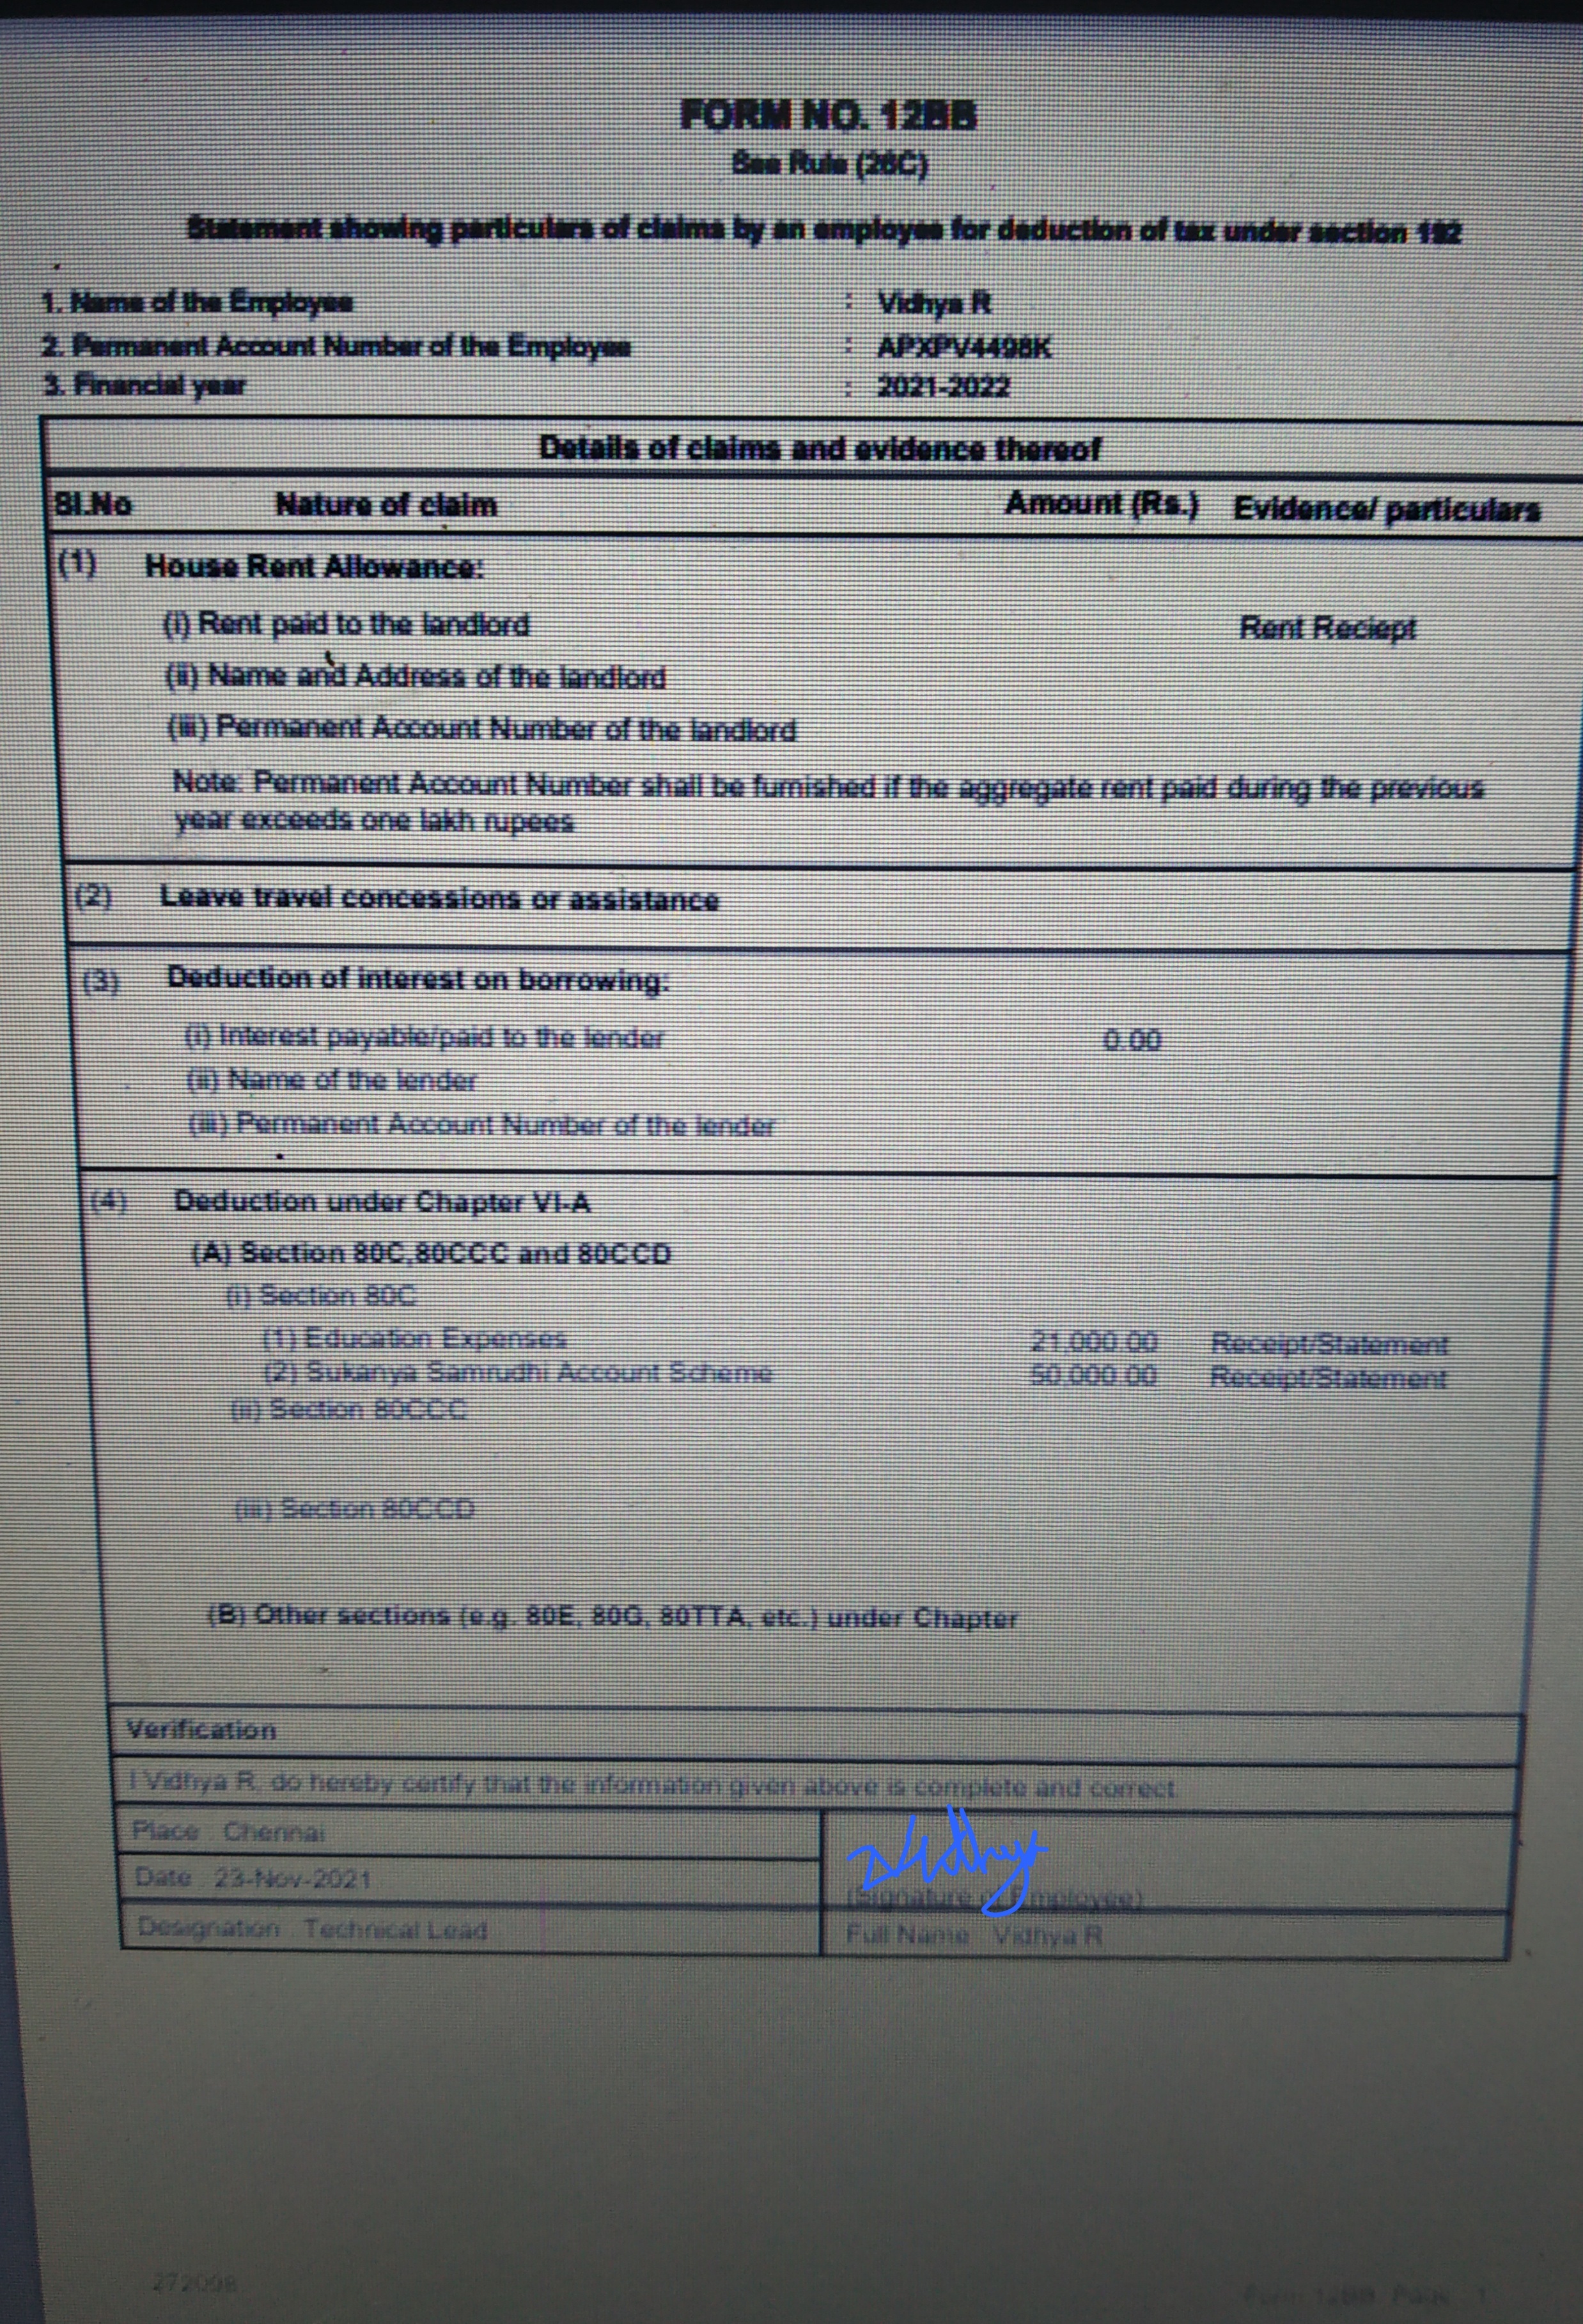 FORM NO. 12BB
See Rule (26C)
Statement showing particulars of claims by an employee for deduction of tax under section 192
1. Name of the Employee : Vidhya R
2. Permanent Account Number of the Employee : APXPV4498K
3. Financial year : 2021-2022
Details of claims and evidence thereof
Sl.No Nature of claim Amount (Rs.) Evidence/ particulars
(1) House Rent Allowance:
(i) Rent paid to the landlord Rent Reciept
(ii) Name and Address of the landlord
(iii) Permanent Account Number of the landlord
Note: Permanent Account Number shall be furnished if the aggregate rent paid during the previous
year exceeds one lakh rupees
(2) Leave travel concessions or assistance
(3) Deduction of interest on borrowing:
(i) Interest payable/paid to the lender 0.00
(ii) Name of the lender
(iii) Permanent Account Number of the lender
(4) Deduction under Chapter VI-A
(A) Section 80C,80CCC and 80CCD
(i) Section 80C
(1) Education Expenses 21,000.00 Receipt/Statement
(2) Sukanya Samrudhi Account Scheme 50,000.00 Receipt/Statement
(ii) Section 80CCC
(iii) Section 80CCD
(B) Other sections (e.g. 80E, 80G, 80TTA, etc.) under Chapter
Verification
I Vidhya R, do hereby certify that the information given above is complete and correct.
Place : Chennai
Vidhya
Date : 23-Nov-2021
(Signature of Employee)
Designation : Technical Lead Full Name : Vidhya R
272098 Form 12BB Page 1